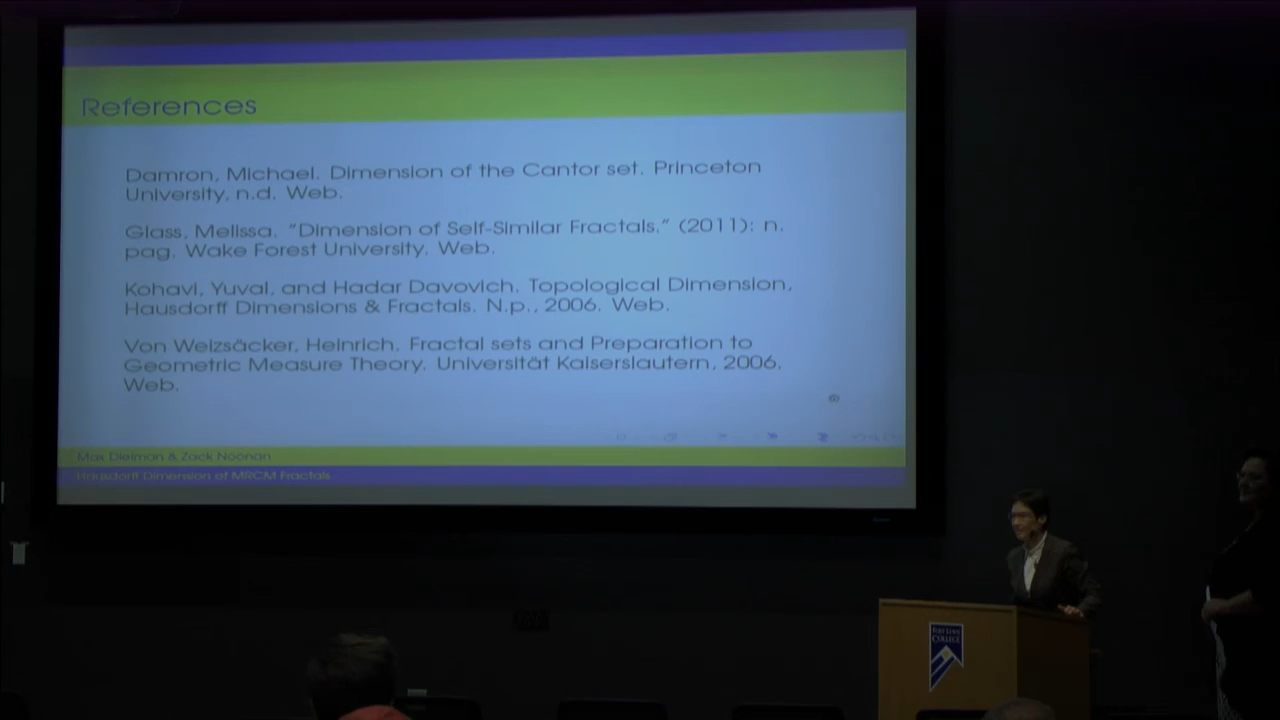 References
Damron, Michael. Dimension of the Cantor set. Princeton
University, n.d. Web.
Glass, Melissa. “Dimension of Self-Similar Fractals.” (2011): n.
pag. Wake Forest University. Web.
Kohavi, Yuval, and Hadar Davovich. Topological Dimension,
Hausdorff Dimensions & Fractals. N.p., 2006. Web.
Von Weizsäcker, Heinrich. Fractal sets and Preparation to
Geometric Measure Theory. Universität Kaiserslautern, 2006.
Web.
Max Dieiman & Zack Noonan
Hausdorff Dimension of MRCM Fractals
FORT LEWIS
COLLEGE